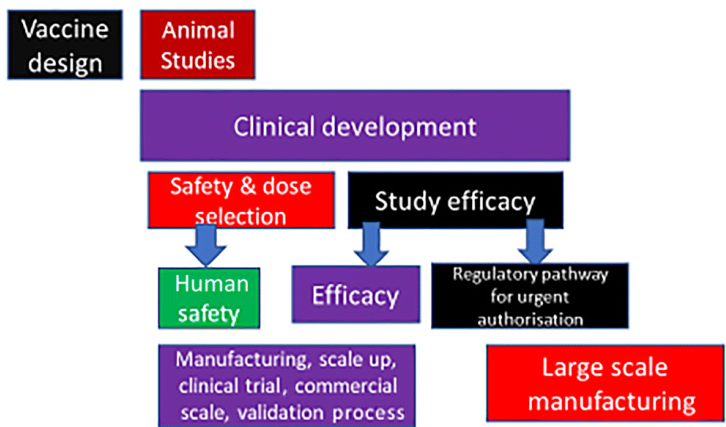 Vaccine
design
Animal
Studies
Clinical development
Safety & dose
selection
Study efficacy
Human
safety
Efficacy
Regulatory pathway
for urgent
authorisation
Manufacturing, scale up,
clinical trial, commercial
scale, validation process
Large scale
manufacturing